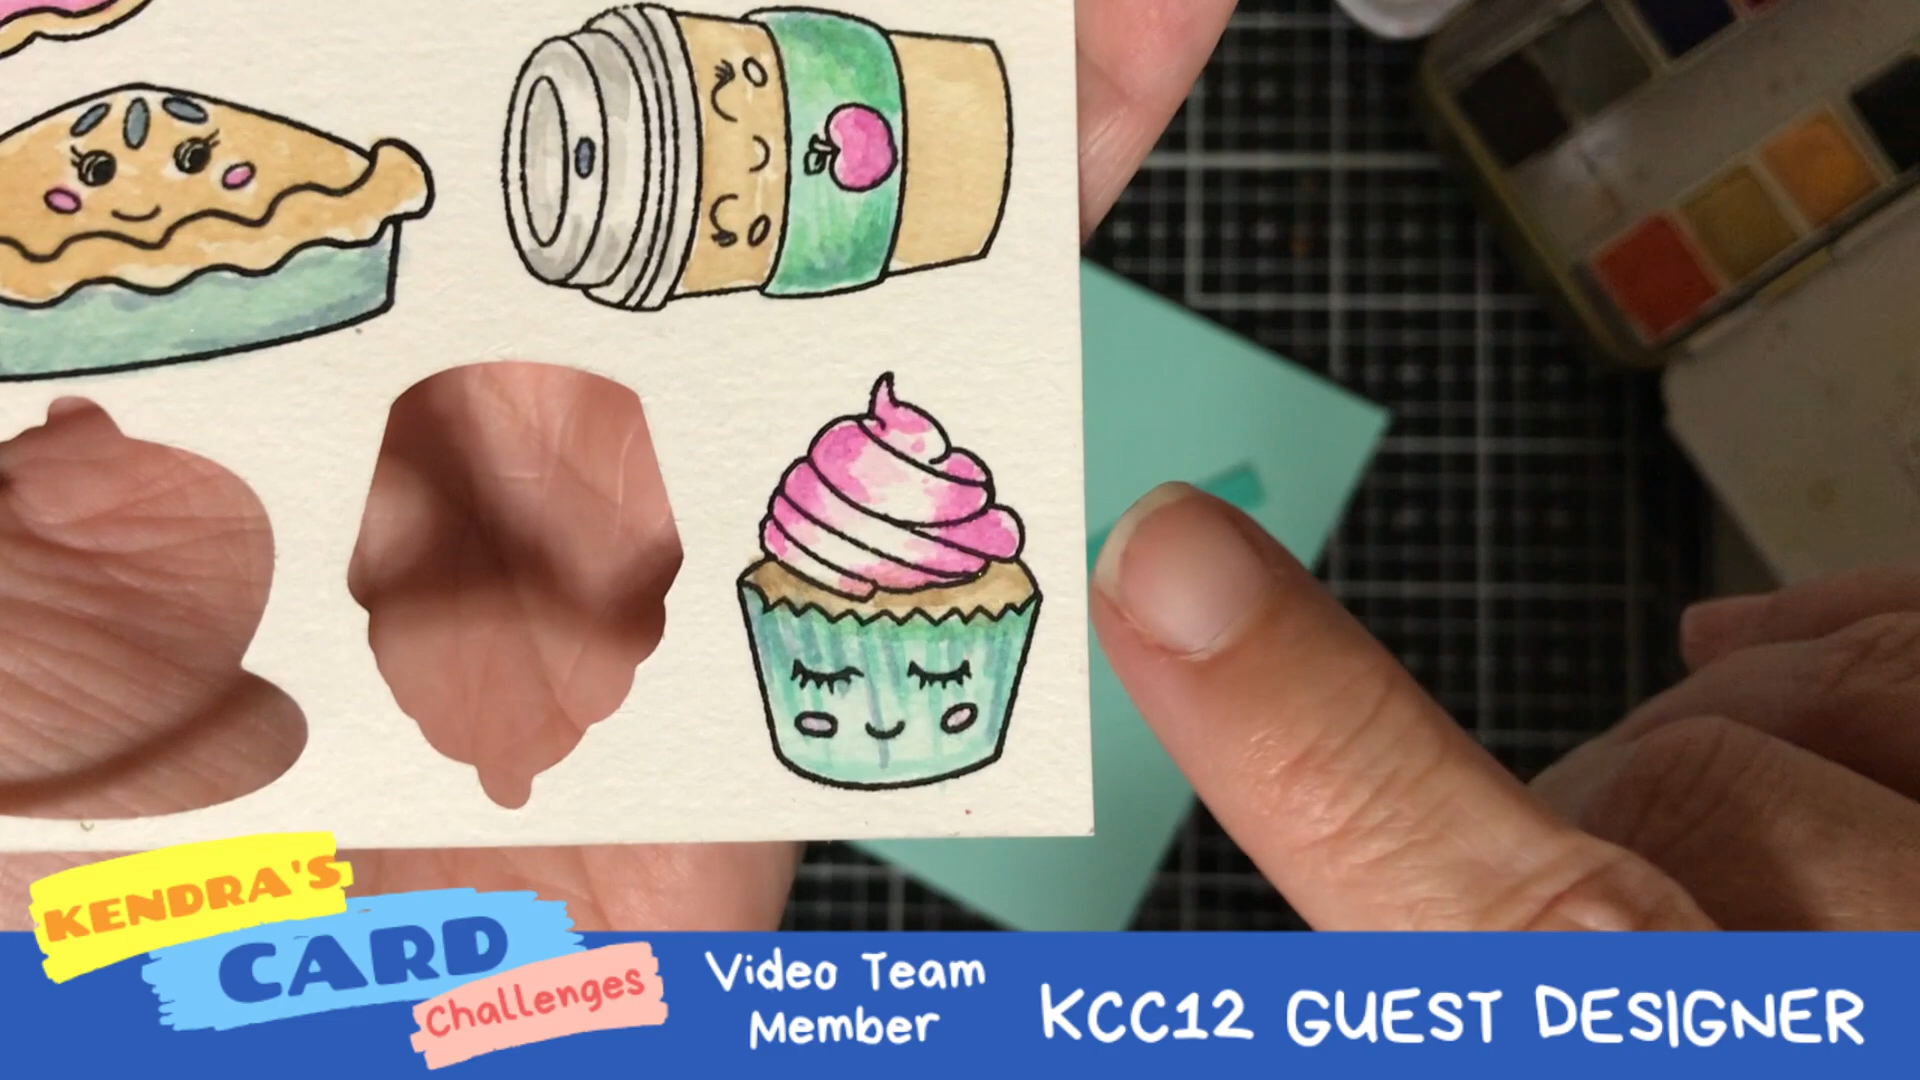 KENDRA'S
CARD
Challenges
Video Team
Member
KCC12 GUEST DESIGNER